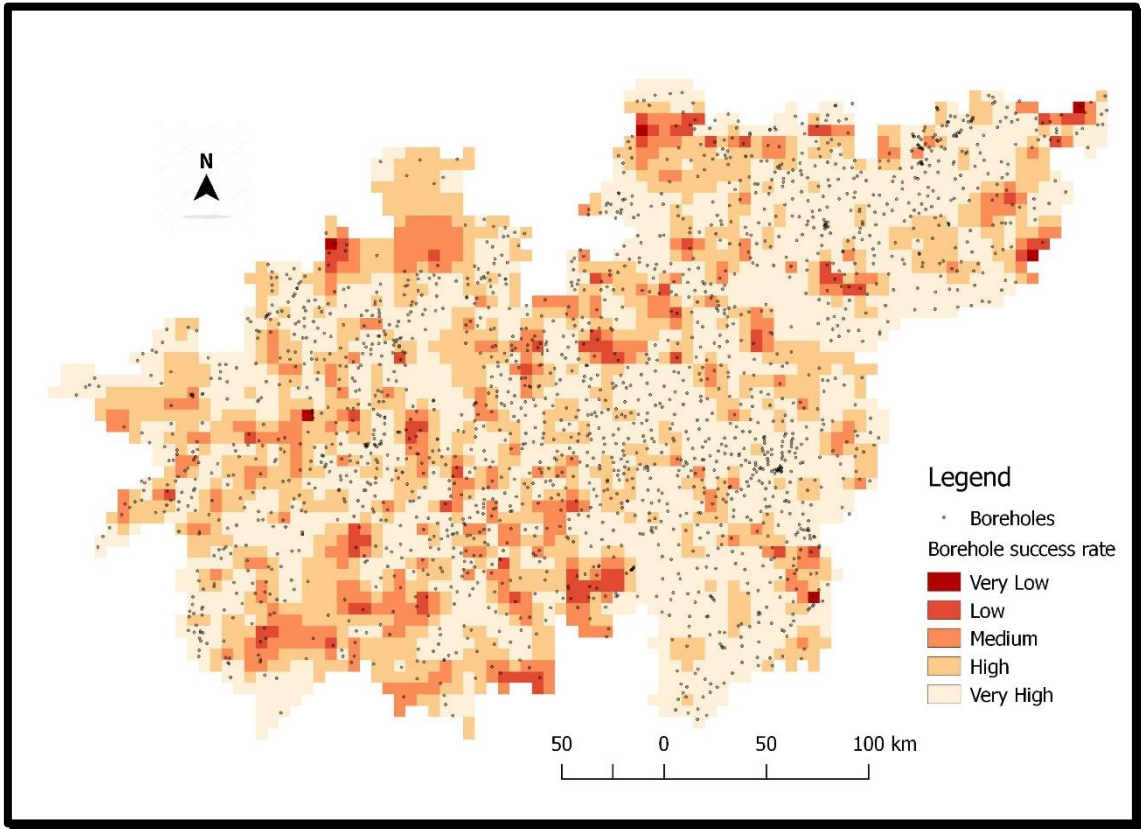 N
Legend
Boreholes
Borehole success rate
Very Low
Low
Medium
High
Very High
50 0 50 100 km